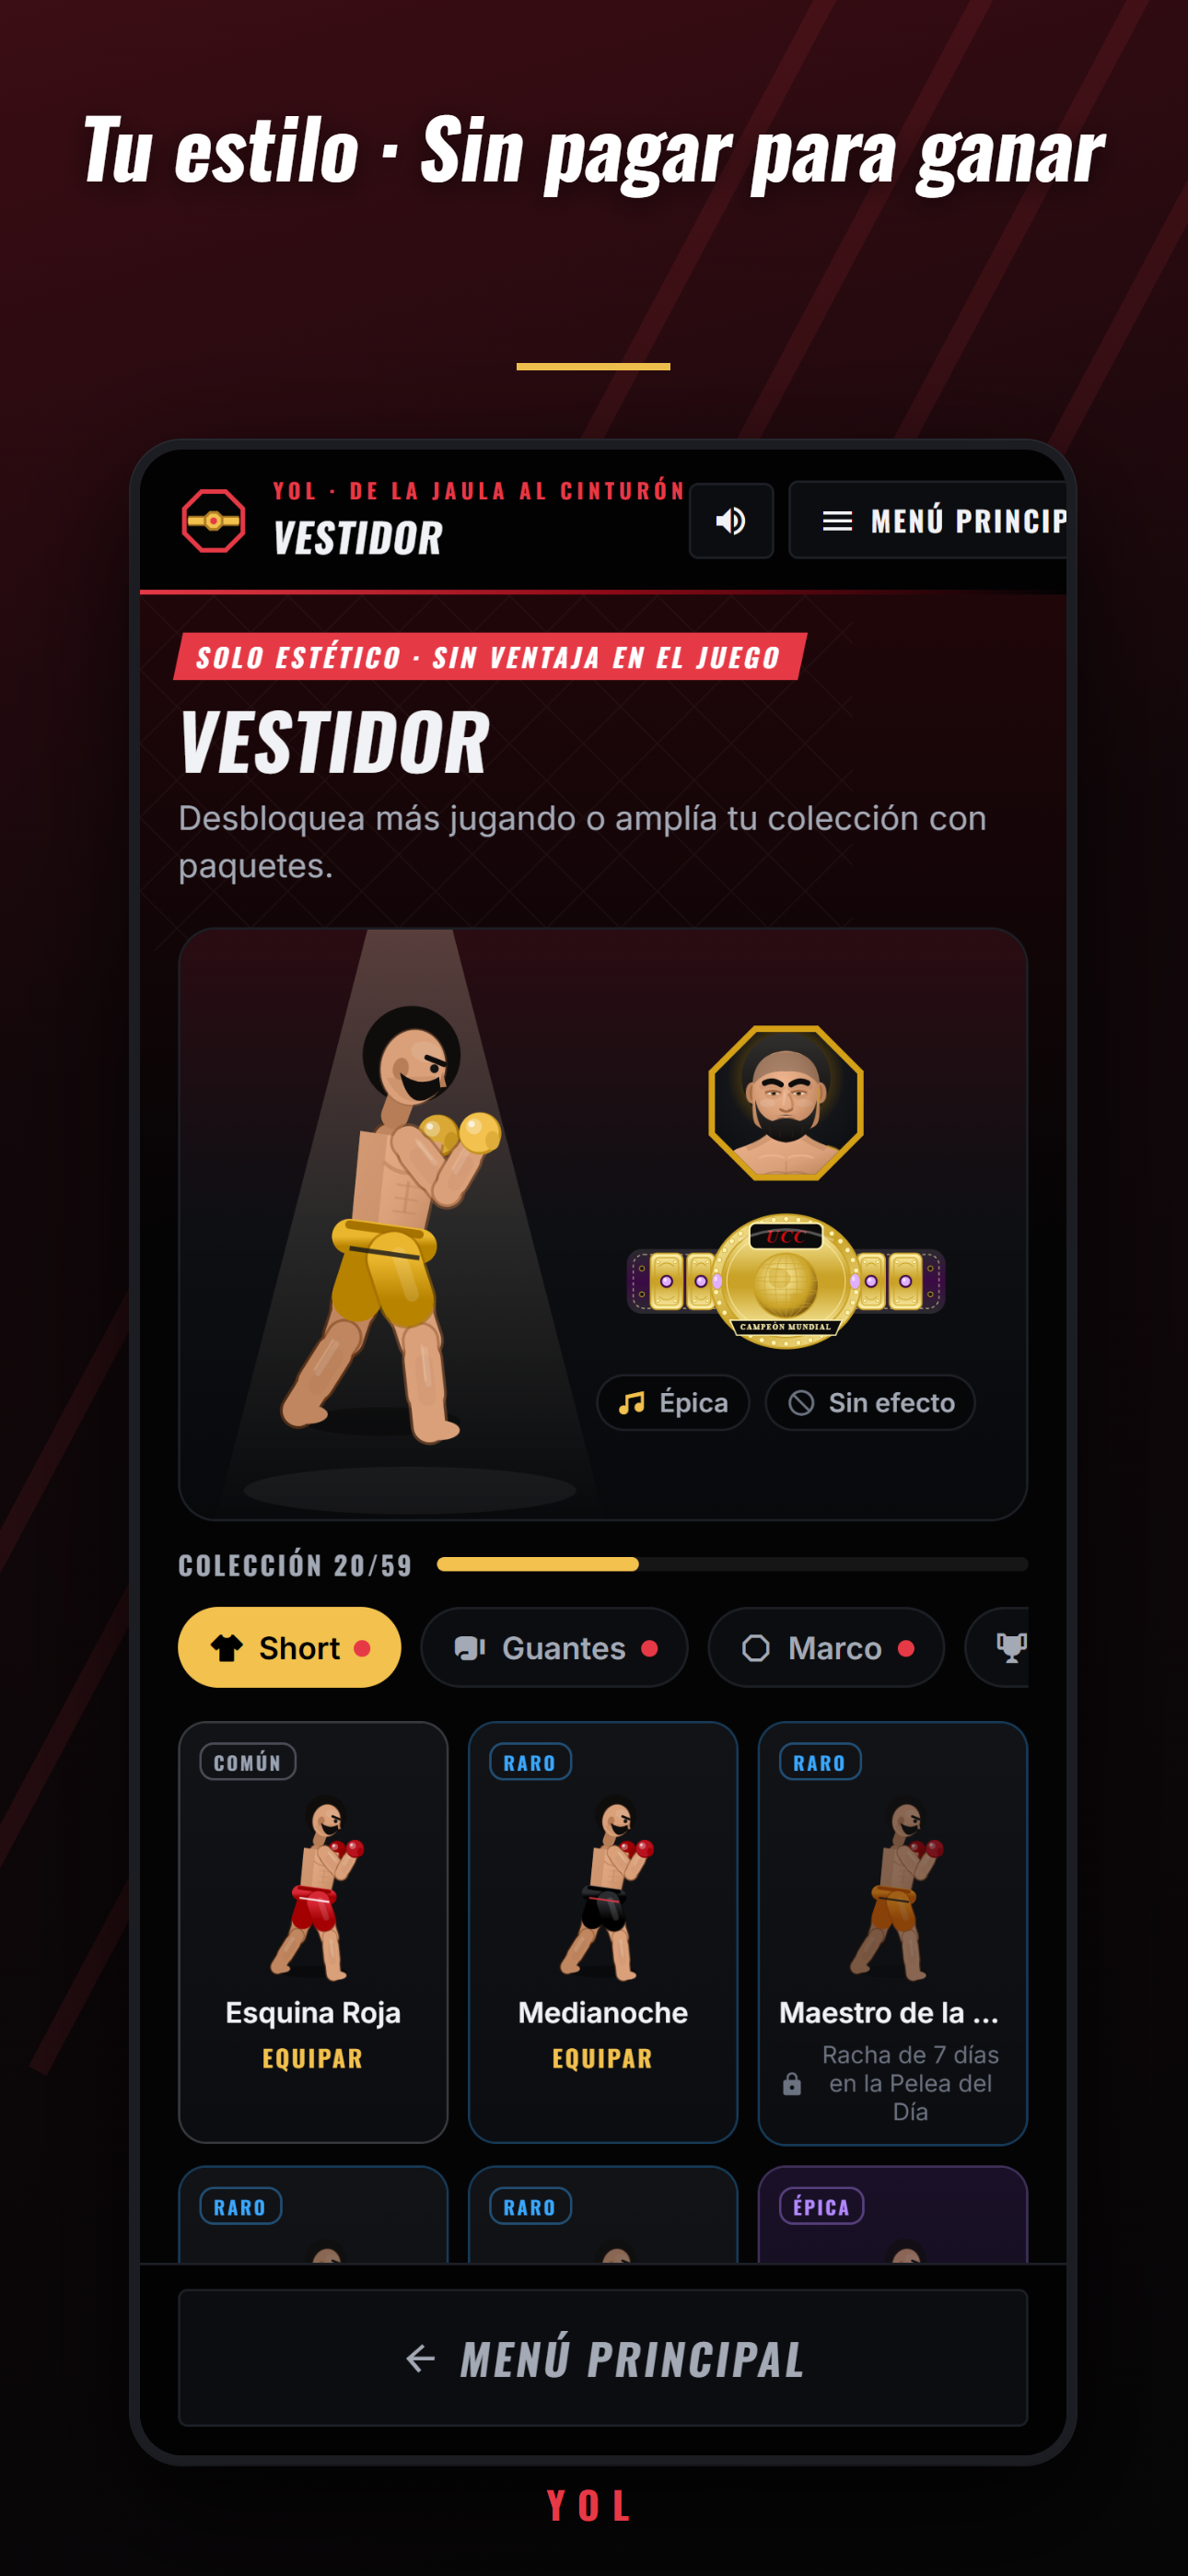 Tu estilo · Sin pagar para ganar
YOL · DE LA JAULA AL CINTURÓN
VESTIDOR
MENÚ PRINCIP
SOLO ESTÉTICO · SIN VENTAJA EN EL JUEGO
VESTIDOR
Desbloquea más jugando o amplía tu colección con
paquetes.
UCC
CAMPEÓN MUNDIAL
Épica
Sin efecto
COLECCIÓN 20/59
Short
Guantes
Marco
COMÚN
RARO
RARO
Esquina Roja
Medianoche
Maestro de la ...
EQUIPAR
EQUIPAR
Racha de 7 días
en la Pelea del
Día
RARO
RARO
ÉPICA
MENÚ PRINCIPAL
YOL